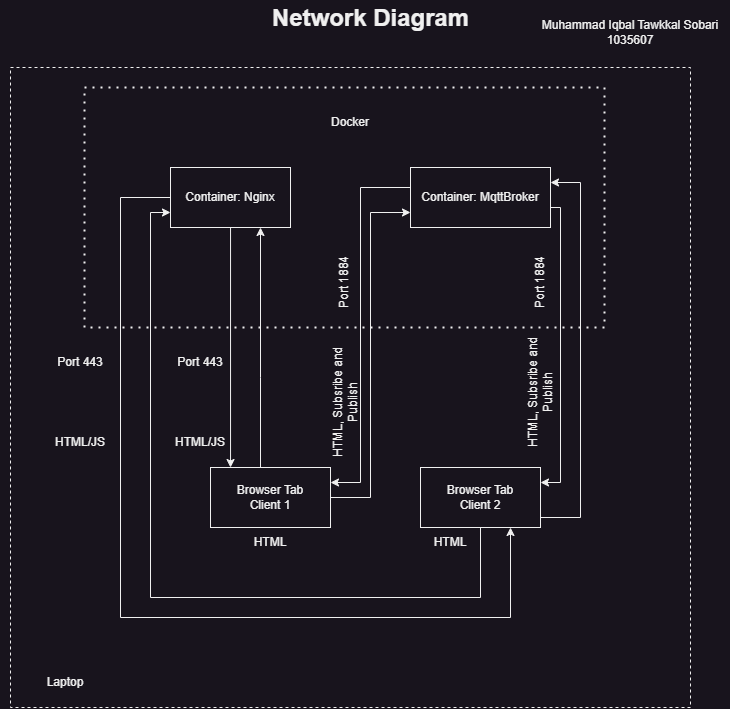 Network Diagram
Muhammad Iqbal Tawkkal Sobari
1035607
Docker
Container: Nginx
Container: MqttBroker
Port 1884
Port 1884
Port 443
Port 443
HTML, Subsribe and
Publish
HTML, Subsribe and
Publish
HTML/JS
HTML/JS
Browser Tab
Client 1
Browser Tab
Client 2
HTML
HTML
Laptop